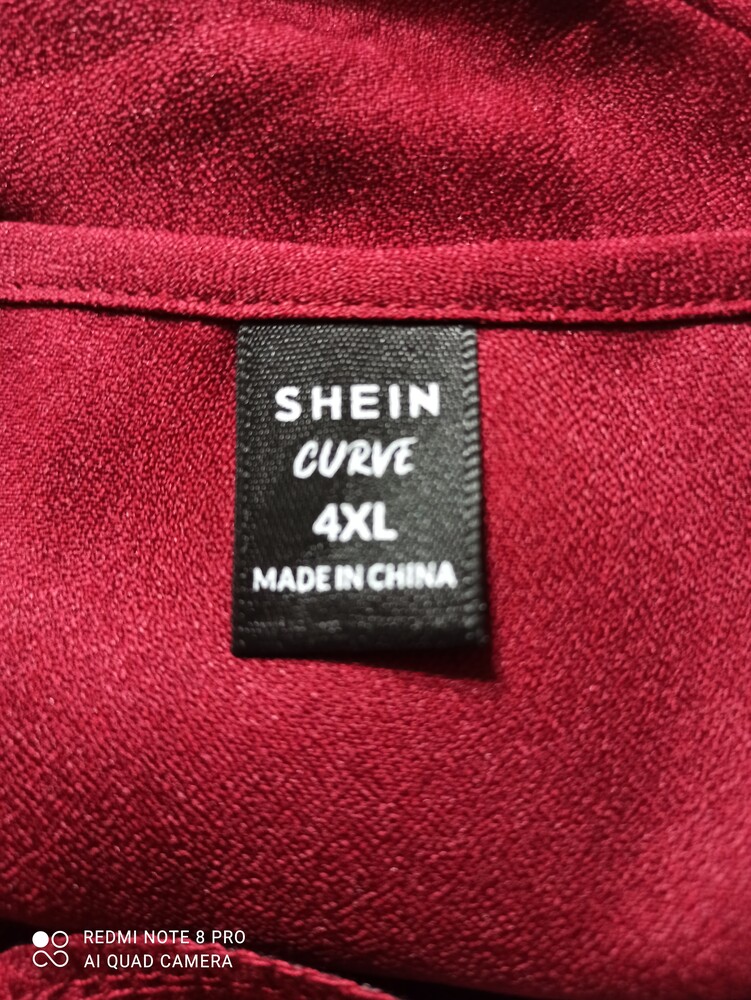 SHEIN
CURVE
4XL
MADE IN CHINA
REDMI NOTE 8 PRO
AI QUAD CAMERA